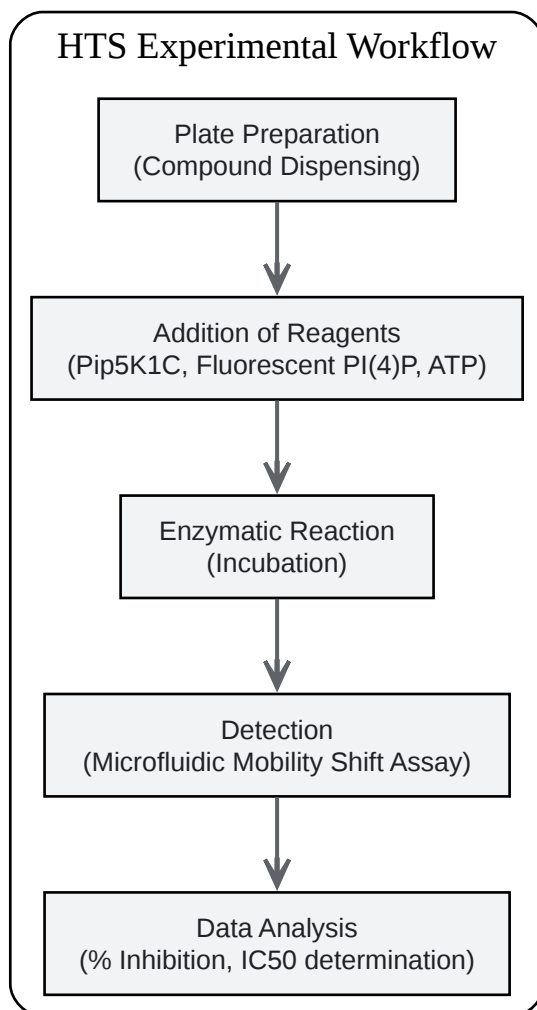 HTS Experimental Workflow
Plate Preparation
(Compound Dispensing)
Addition of Reagents
(Pip5K1C, Fluorescent PI(4)P, ATP)
Enzymatic Reaction
(Incubation)
Detection
(Microfluidic Mobility Shift Assay)
Data Analysis
(% Inhibition, IC50 determination)